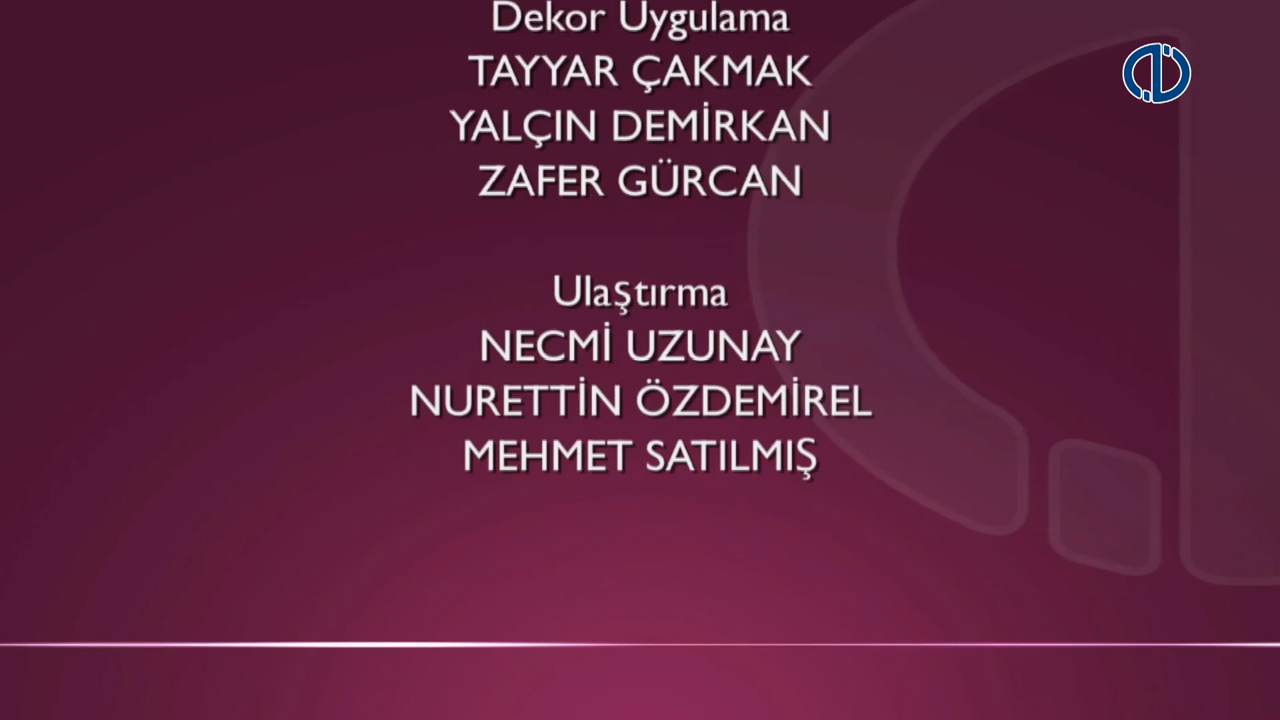 Dekor Uygulama
TAYYAR ÇAKMAK
YALÇIN DEMİRKAN
ZAFER GÜRCAN
Ulaştırma
NECMİ UZUNAY
NURETTİN ÖZDEMİREL
MEHMET SATILMIŞ